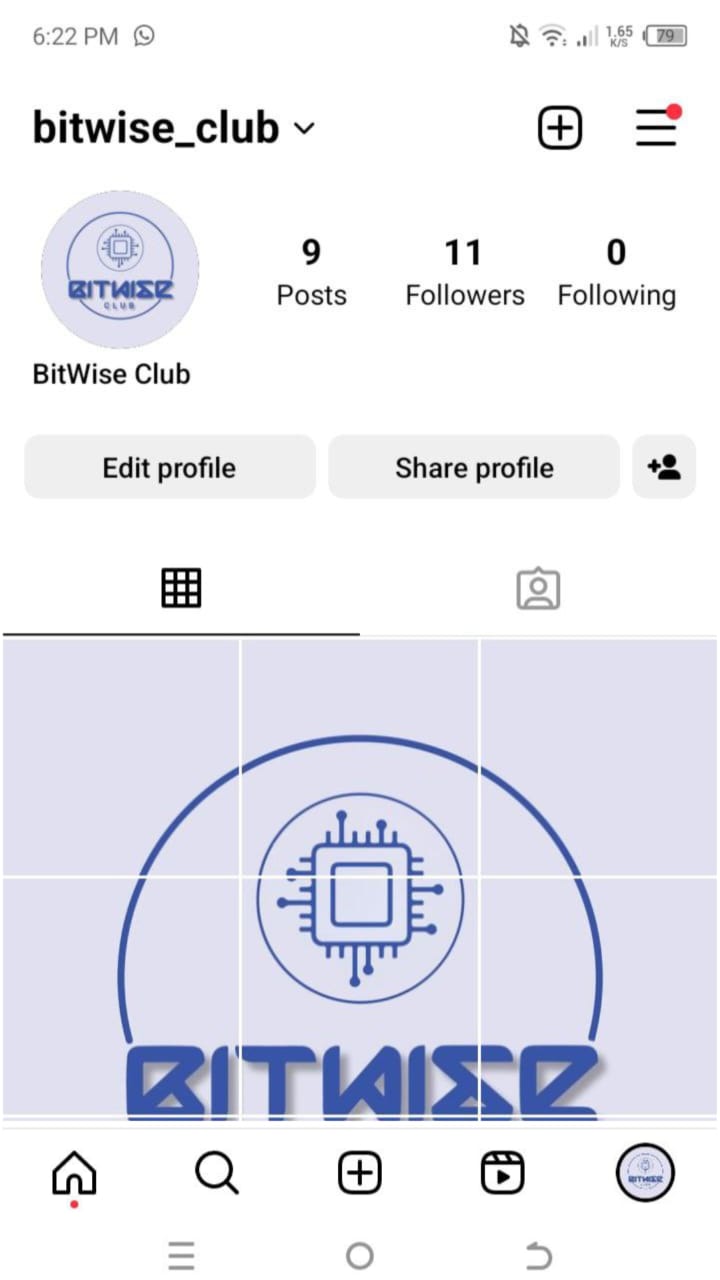 6:22 PM
1.65
K/S
79
bitwise_club
BITWISE
CLUB
9
Posts
11
Followers
0
Following
BitWise Club
Edit profile
Share profile
BITWISE
BITWISE